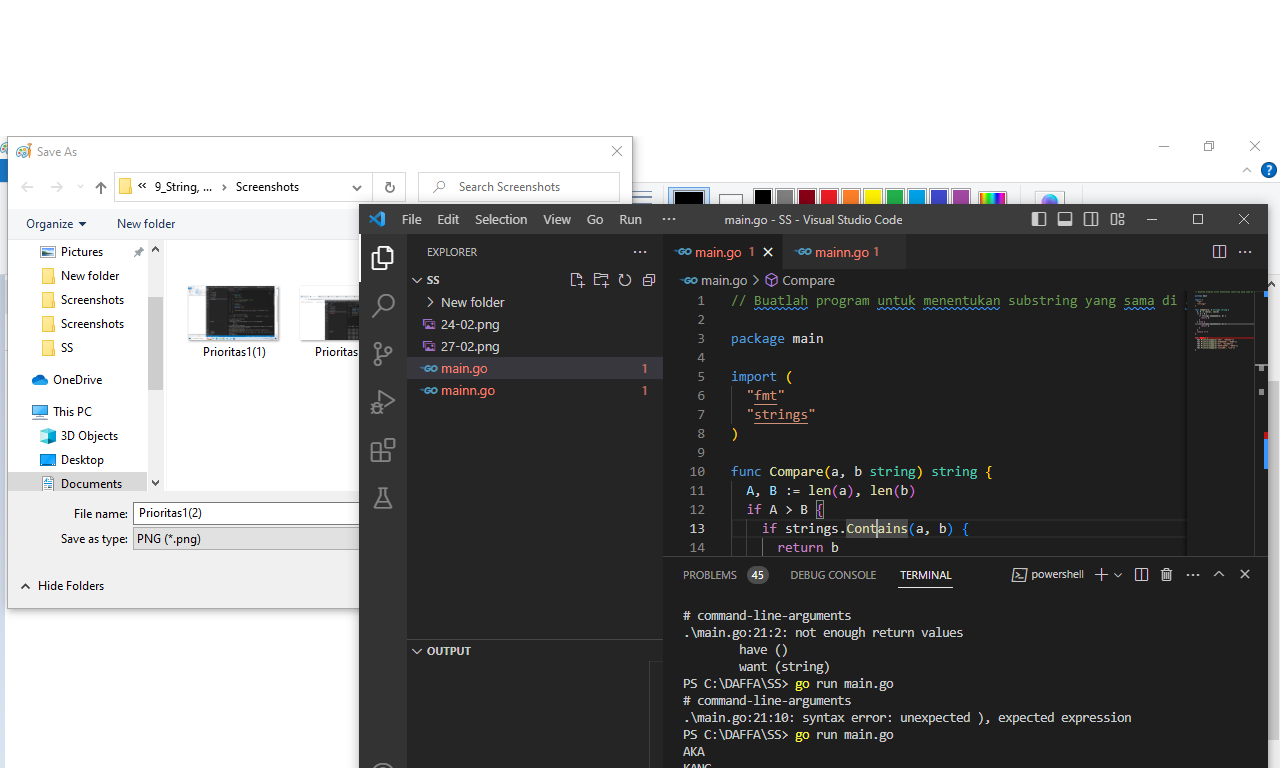 Save As
« 9_String, ... › Screenshots
Search Screenshots
Organize
New folder
Pictures
New folder
Screenshots
Screenshots
SS
OneDrive
This PC
3D Objects
Desktop
Documents
Prioritas1(1)
Prioritas
File name: Prioritas1(2)
Save as type: PNG (*.png)
Hide Folders
File Edit Selection View Go Run ···
main.go - SS - Visual Studio Code
EXPLORER
SS
New folder
24-02.png
27-02.png
main.go 1
mainn.go 1
OUTPUT
main.go 1
mainn.go 1
main.go > Compare
1 // Buatlah program untuk menentukan substring yang sama di
2
3 package main
4
5 import (
6 "fmt"
7 "strings"
8 )
9
10 func Compare(a, b string) string {
11 A, B := len(a), len(b)
12 if A > B {
13 if strings.Contains(a, b) {
14 return b
PROBLEMS 45 DEBUG CONSOLE TERMINAL
powershell
# command-line-arguments
.\main.go:21:2: not enough return values
have ()
want (string)
PS C:\DAFFA\SS> go run main.go
# command-line-arguments
.\main.go:21:10: syntax error: unexpected ), expected expression
PS C:\DAFFA\SS> go run main.go
AKA
KANG